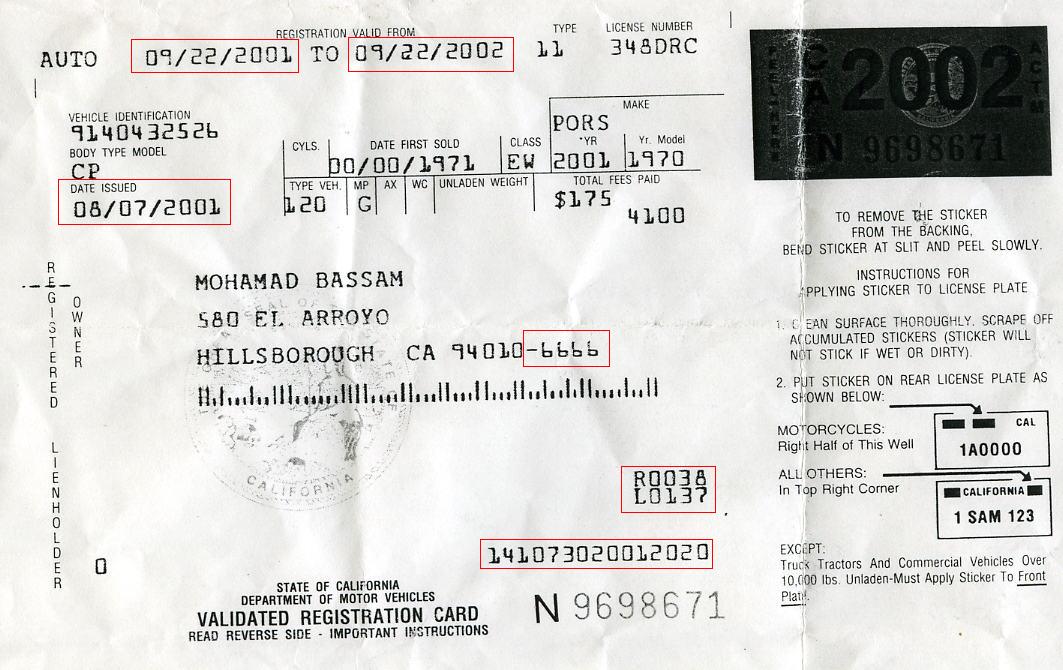 REGISTRATION VALID FROM
TYPE
LICENSE NUMBER
AUTO 09/22/2001 TO 09/22/2002 11 348DRC
VEHICLE IDENTIFICATION
9140432526
BODY TYPE MODEL
CP
DATE ISSUED
08/07/2001
MAKE
PORS
CYLS.
DATE FIRST SOLD
CLASS
*YR
Yr. Model
00/00/1971
EW
2001
1970
TYPE VEH.
MP
AX
WC
UNLADEN WEIGHT
TOTAL FEES PAID
120
G
$175
4100
REGISTERED OWNER
MOHAMAD BASSAM
580 EL ARROYO
HILLSBOROUGH CA 94010-6666
CALIFORNIA
LIENHOLDER
R0038
L0137
141073020012020
0
STATE OF CALIFORNIA
DEPARTMENT OF MOTOR VEHICLES
VALIDATED REGISTRATION CARD
READ REVERSE SIDE - IMPORTANT INSTRUCTIONS
N 9698671
CA 2002
N 9698671
TO REMOVE THE STICKER
FROM THE BACKING,
BEND STICKER AT SLIT AND PEEL SLOWLY.
INSTRUCTIONS FOR
APPLYING STICKER TO LICENSE PLATE
1. CLEAN SURFACE THOROUGHLY. SCRAPE OFF
ACCUMULATED STICKERS (STICKER WILL
NOT STICK IF WET OR DIRTY).
2. PUT STICKER ON REAR LICENSE PLATE AS
SHOWN BELOW:
MOTORCYCLES:
Right Half of This Well
CAL
1A0000
ALL OTHERS:
In Top Right Corner
CALIFORNIA
1 SAM 123
EXCEPT:
Truck Tractors And Commercial Vehicles Over
10,000 lbs. Unladen-Must Apply Sticker To Front
Plate.